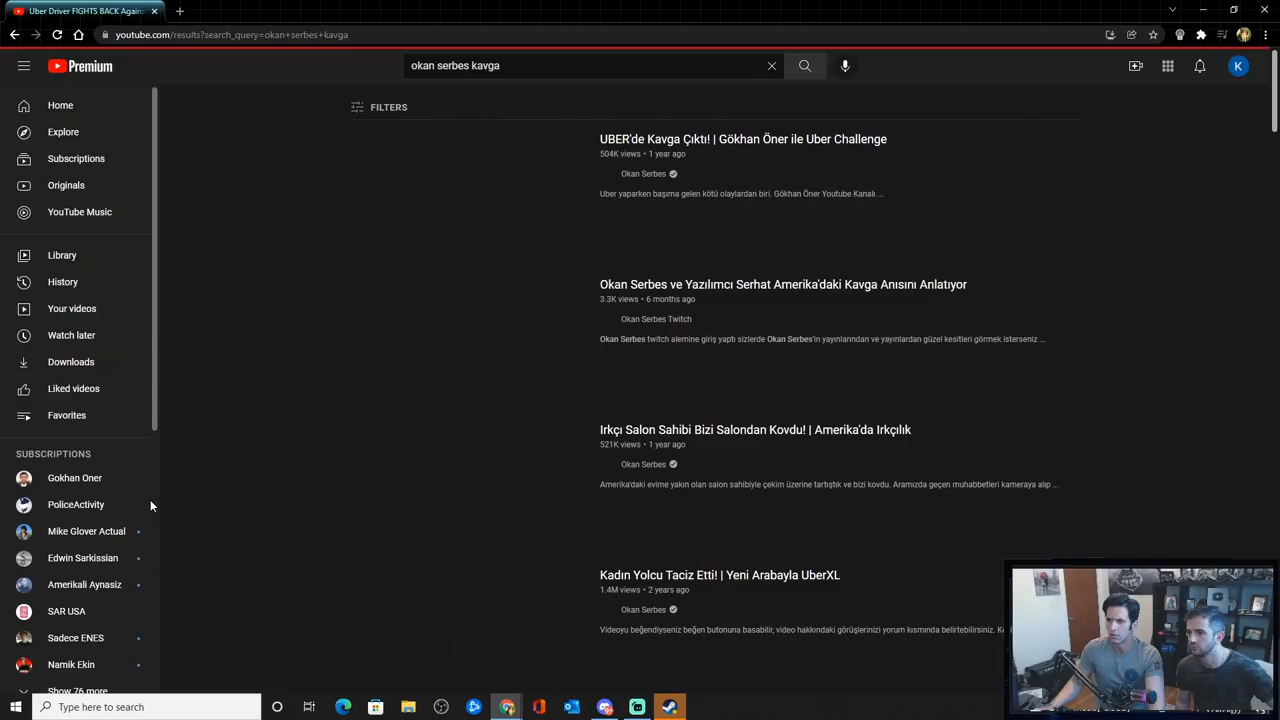 Uber Driver FIGHTS BACK Again
youtube.com/results?search_query=okan+serbes+kavga
Premium
okan serbes kavga
K
Home
Explore
Subscriptions
Originals
YouTube Music
Library
History
Your videos
Watch later
Downloads
Liked videos
Favorites
SUBSCRIPTIONS
Gokhan Oner
PoliceActivity
Mike Glover Actual
Edwin Sarkissian
Amerikali Aynasiz
SAR USA
Sadece ENES
Namik Ekin
Show 76 more
FILTERS
UBER'de Kavga Çıktı! | Gökhan Öner ile Uber Challenge
504K views • 1 year ago
Okan Serbes
Uber yaparken başıma gelen kötü olaylardan biri. Gökhan Öner Youtube Kanalı ...
Okan Serbes ve Yazılımcı Serhat Amerika'daki Kavga Anısını Anlatıyor
3.3K views • 6 months ago
Okan Serbes Twitch
Okan Serbes twitch alemine giriş yaptı sizlerde Okan Serbes'in yayınlarından ve yayınlardan güzel kesitleri görmek isterseniz ...
Irkçı Salon Sahibi Bizi Salondan Kovdu! | Amerika'da Irkçılık
521K views • 1 year ago
Okan Serbes
Amerika'daki evime yakın olan salon sahibiyle çekim üzerine tartıştık ve bizi kovdu. Aramızda geçen muhabbetleri kameraya alıp ...
Kadın Yolcu Taciz Etti! | Yeni Arabayla UberXL
1.4M views • 2 years ago
Okan Serbes
Videoyu beğendiyseniz beğen butonuna basabilir, video hakkındaki görüşlerinizi yorum kısmında belirtebilirsiniz.
Type here to search